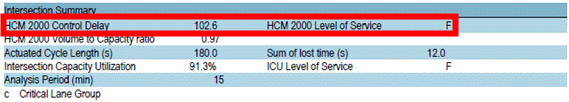 Intersection Summary
HCM 2000 Control Delay 102.6 HCM 2000 Level of Service F
HCM 2000 Volume to Capacity ratio 0.97
Actuated Cycle Length (s) 180.0 Sum of lost time (s) 12.0
Intersection Capacity Utilization 91.3% ICU Level of Service F
Analysis Period (min) 15
c Critical Lane Group